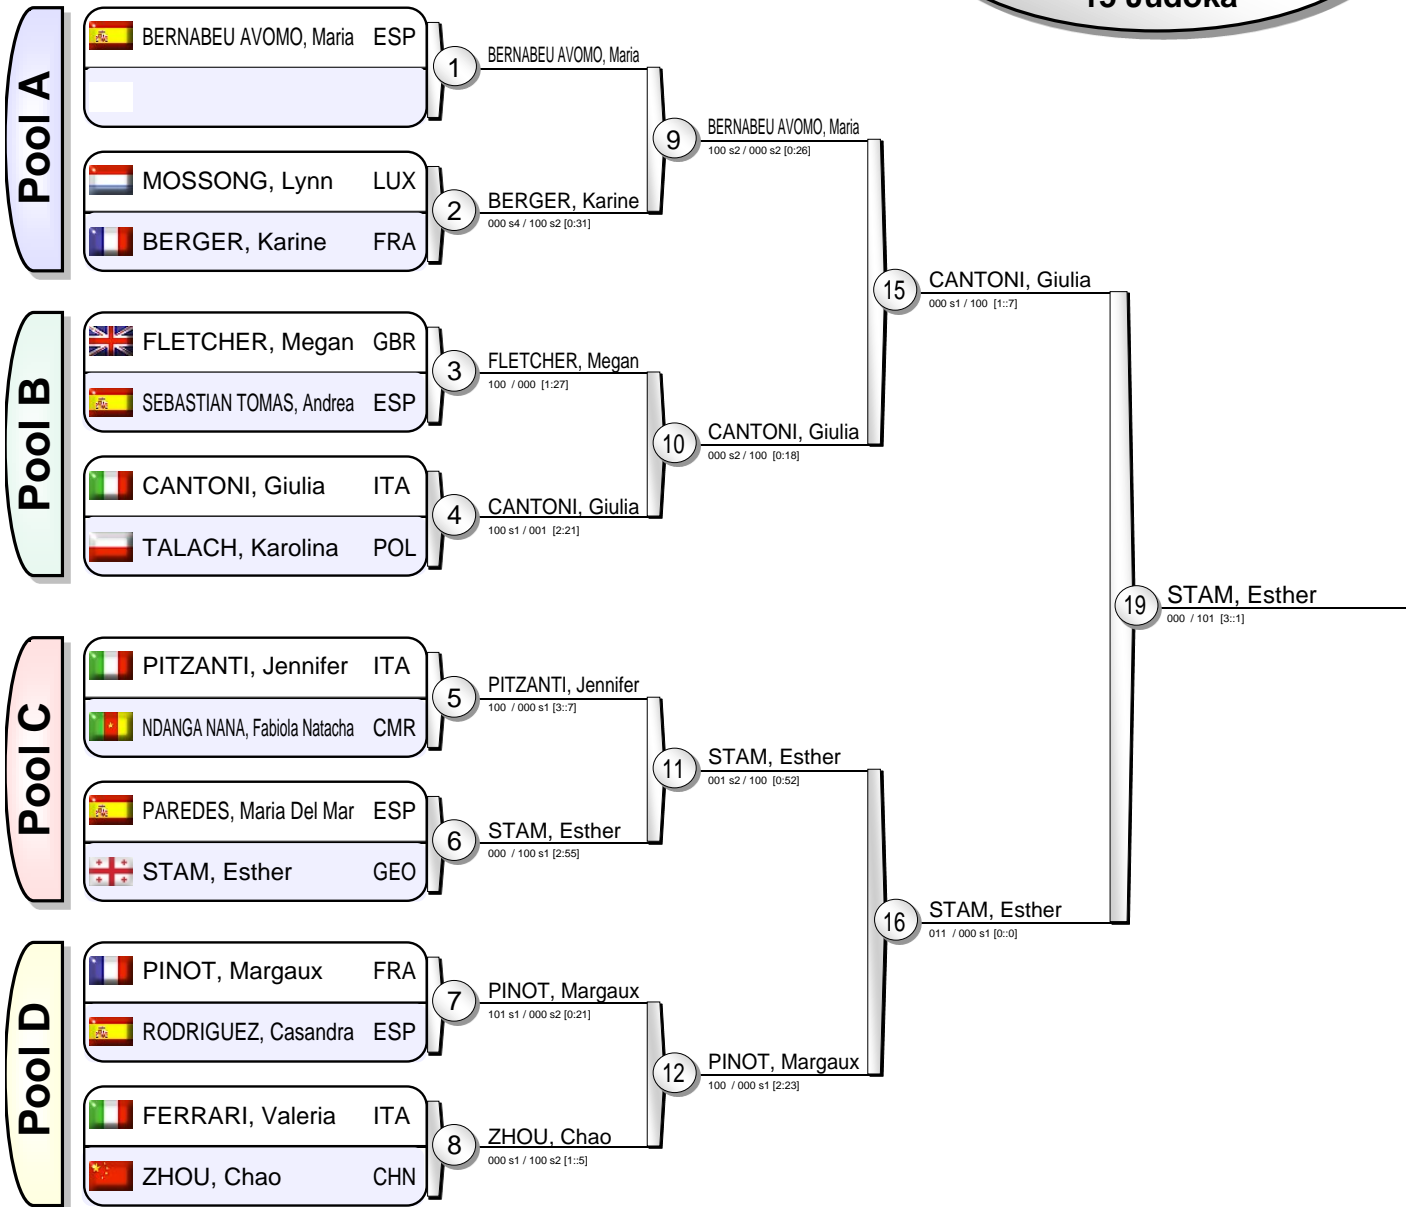 15 Judoka
Pool A
BERNABEU AVOMO, Maria ESP
1
BERNABEU AVOMO, Maria
MOSSONG, Lynn LUX
BERGER, Karine FRA
2
BERGER, Karine
000 s4 / 100 s2 [0:31]
9
BERNABEU AVOMO, Maria
100 s2 / 000 s2 [0:26]
Pool B
FLETCHER, Megan GBR
SEBASTIAN TOMAS, Andrea ESP
3
FLETCHER, Megan
100 / 000 [1:27]
CANTONI, Giulia ITA
TALACH, Karolina POL
4
CANTONI, Giulia
100 s1 / 001 [2:21]
10
CANTONI, Giulia
000 s2 / 100 [0:18]
15
CANTONI, Giulia
000 s1 / 100 [1::7]
Pool C
PITZANTI, Jennifer ITA
NDANGA NANA, Fabiola Natacha CMR
5
PITZANTI, Jennifer
100 / 000 s1 [3::7]
PAREDES, Maria Del Mar ESP
STAM, Esther GEO
6
STAM, Esther
000 / 100 s1 [2:55]
11
STAM, Esther
001 s2 / 100 [0:52]
Pool D
PINOT, Margaux FRA
RODRIGUEZ, Casandra ESP
7
PINOT, Margaux
101 s1 / 000 s2 [0:21]
FERRARI, Valeria ITA
ZHOU, Chao CHN
8
ZHOU, Chao
000 s1 / 100 s2 [1::5]
12
PINOT, Margaux
100 / 000 s1 [2:23]
16
STAM, Esther
011 / 000 s1 [0::0]
19
STAM, Esther
000 / 101 [3::1]